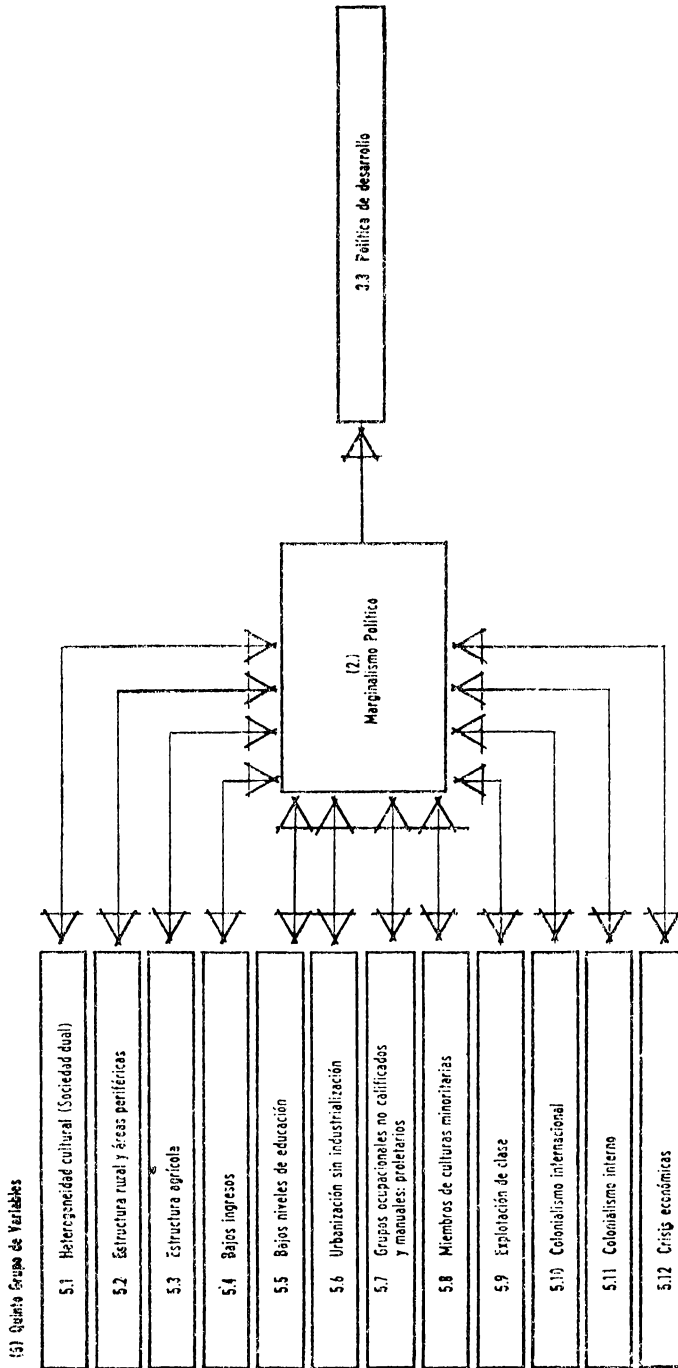 (5) Quinto Grupo de Variables
5.1 Heterogeneidad cultural (Sociedad dual)
5.2 Estructura rural y áreas periféricas
5.3 Estructura agrícola
5.4 Bajos ingresos
5.5 Bajos niveles de educación
5.6 Urbanización sin industrialización
5.7 Grupos ocupacionales no calificados
y manuales: proletarios
5.8 Miembros de culturas minoritarias
5.9 Explotación de clase
5.10 Colonialismo internacional
5.11 Colonialismo interno
5.12 Crisis económicas
(2.)
Marginalismo Político
3.3 Política de desarrollo